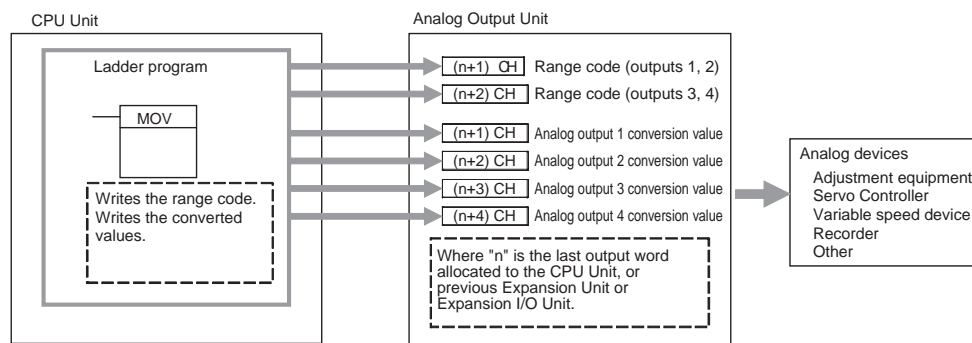 CPU Unit
Analog Output Unit
Ladder program
MOV
Writes the range code.
Writes the converted
values.
(n+1) CH Range code (outputs 1, 2)
(n+2) CH Range code (outputs 3, 4)
(n+1) CH Analog output 1 conversion value
(n+2) CH Analog output 2 conversion value
(n+3) CH Analog output 3 conversion value
(n+4) CH Analog output 4 conversion value
Where "n" is the last output word
allocated to the CPU Unit, or
previous Expansion Unit or
Expansion I/O Unit.
Analog devices
Adjustment equipment
Servo Controller
Variable speed device
Recorder
Other